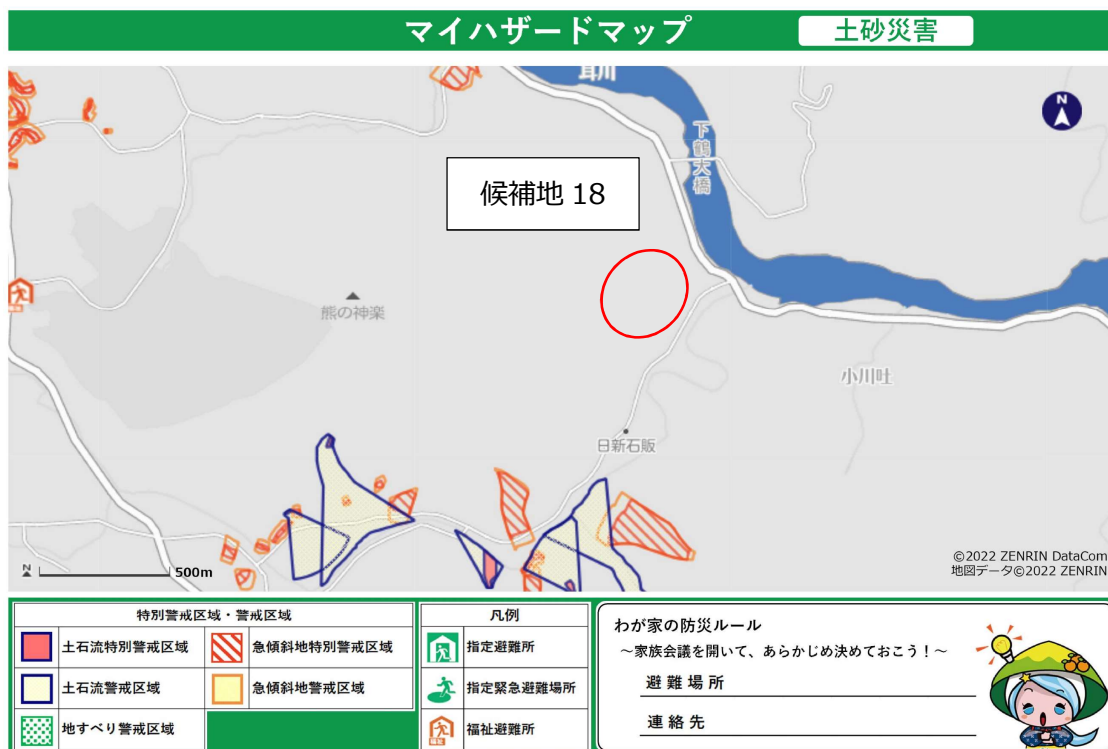 マイハザードマップ
土砂災害
耳川
N
下鶴大橋
候補地 18
熊の神楽
小川吐
日新石販
©2022 ZENRIN DataCom
地図データ©2022 ZENRIN
N
500m
特別警戒区域・警戒区域
土石流特別警戒区域
急傾斜地特別警戒区域
土石流警戒区域
急傾斜地警戒区域
地すべり警戒区域
凡例
指定避難所
指定緊急避難場所
福祉避難所
福祉
わが家の防災ルール
～家族会議を開いて、あらかじめ決めておこう！～
避難場所
連絡先